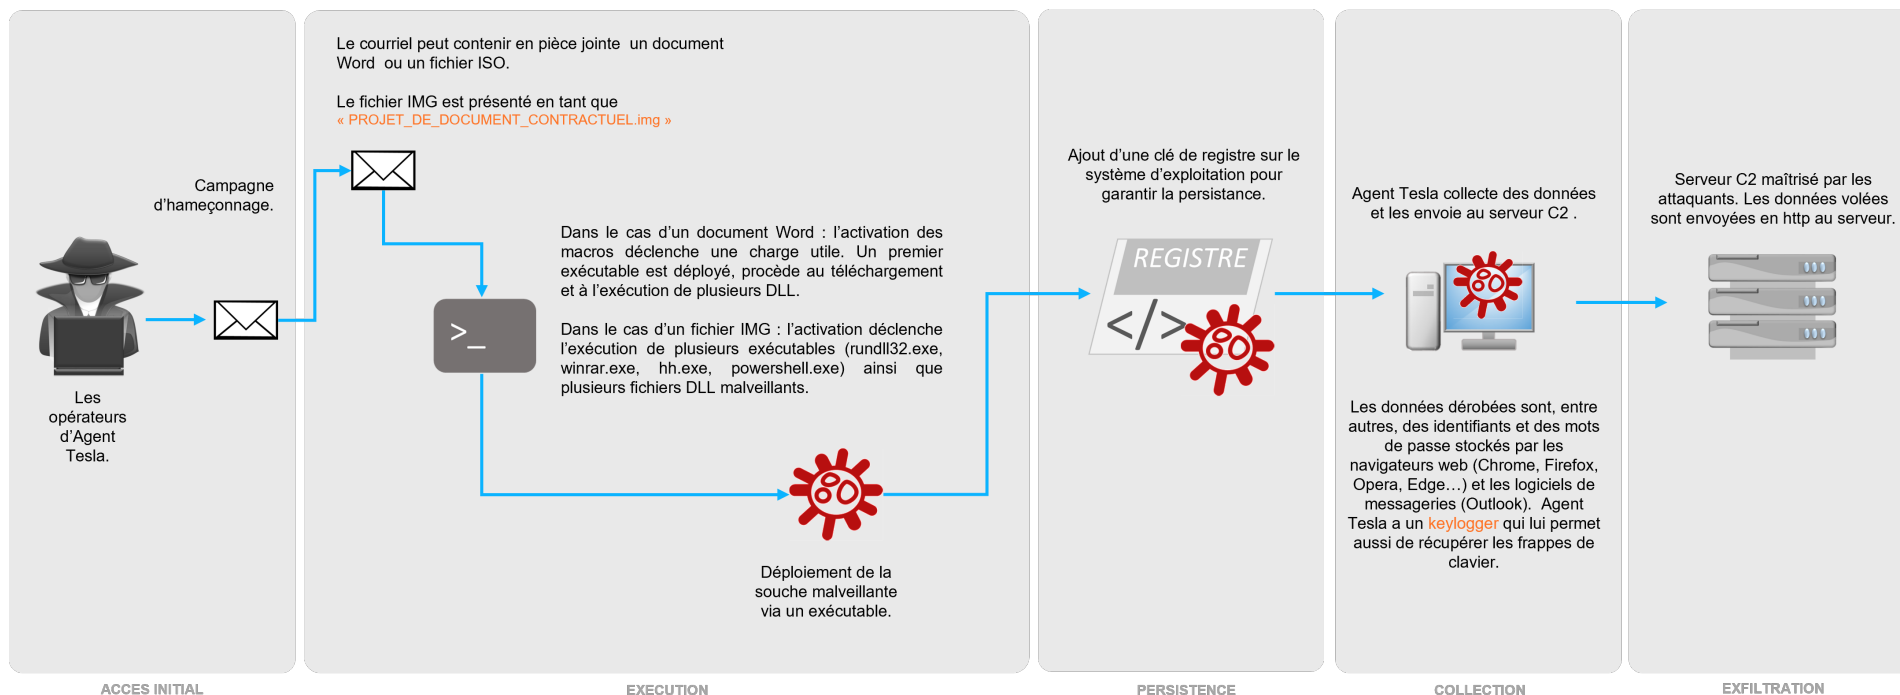 Campagne
d'hameçonnage.
Les
opérateurs
d'Agent
Tesla.
ACCES INITIAL
Le courriel peut contenir en pièce jointe un document
Word ou un fichier ISO.
Le fichier IMG est présenté en tant que
« PROJET_DE_DOCUMENT_CONTRACTUEL.img »
>_
Dans le cas d'un document Word : l'activation des
macros déclenche une charge utile. Un premier
exécutable est déployé, procède au téléchargement
et à l'exécution de plusieurs DLL.
Dans le cas d'un fichier IMG : l'activation déclenche
l'exécution de plusieurs exécutables (rundll32.exe,
winrar.exe, hh.exe, powershell.exe) ainsi que
plusieurs fichiers DLL malveillants.
Déploiement de la
souche malveillante
via un exécutable.
EXECUTION
Ajout d'une clé de registre sur le
système d'exploitation pour
garantir la persistance.
REGISTRE
</>
PERSISTENCE
Agent Tesla collecte des données
et les envoie au serveur C2 .
Les données dérobées sont, entre
autres, des identifiants et des mots
de passe stockés par les
navigateurs web (Chrome, Firefox,
Opera, Edge…) et les logiciels de
messageries (Outlook). Agent
Tesla a un keylogger qui lui permet
aussi de récupérer les frappes de
clavier.
COLLECTION
Serveur C2 maîtrisé par les
attaquants. Les données volées
sont envoyées en http au serveur.
EXFILTRATION